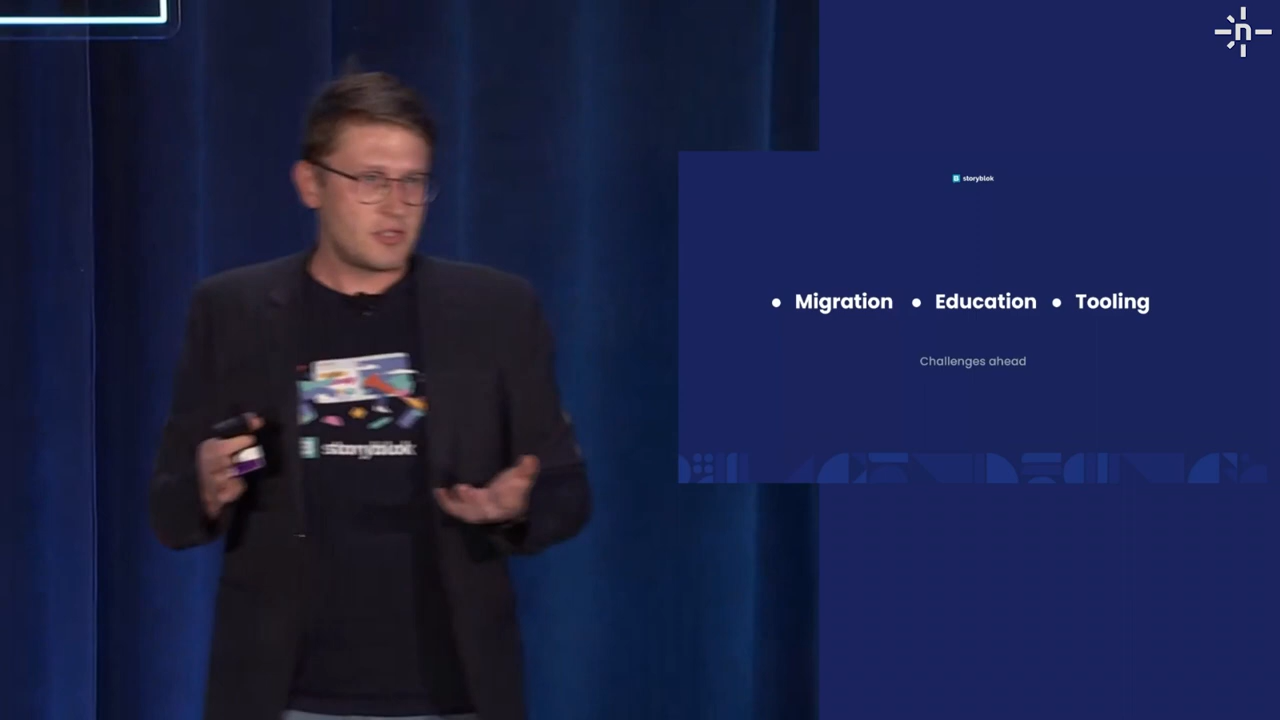 storyblok
• Migration • Education • Tooling
Challenges ahead
storyblok
n